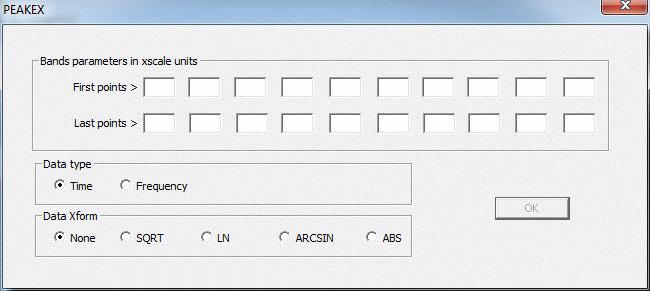 PEAKEX
Bands parameters in xscale units
First points >
Last points >
Data type
Time Frequency
OK
Data Xform
None SQRT LN ARCSIN ABS